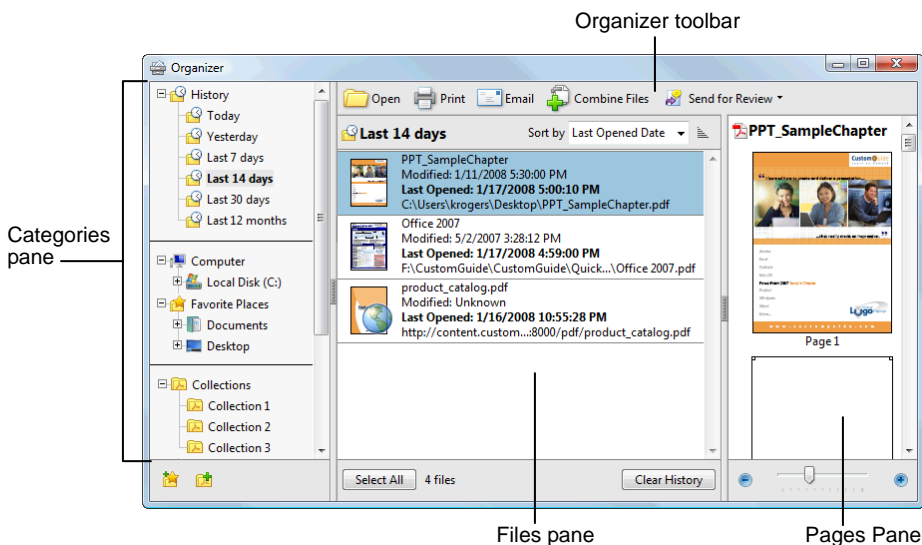 Organizer toolbar
Organizer
History
Today
Yesterday
Last 7 days
Last 14 days
Last 30 days
Last 12 months
Computer
Local Disk (C:)
Favorite Places
Documents
Desktop
Collections
Collection 1
Collection 2
Collection 3
Categories
pane
Open Print Email Combine Files Send for Review
Last 14 days Sort by Last Opened Date
PPT_SampleChapter
Modified: 1/11/2008 5:30:00 PM
Last Opened: 1/17/2008 5:00:10 PM
C:\Users\krogers\Desktop\PPT_SampleChapter.pdf
Office 2007
Modified: 5/2/2007 3:28:12 PM
Last Opened: 1/17/2008 4:59:00 PM
F:\CustomGuide\CustomGuide\Quick...\Office 2007.pdf
product_catalog.pdf
Modified: Unknown
Last Opened: 1/16/2008 10:55:28 PM
http://content.custom...:8000/pdf/product_catalog.pdf
Select All 4 files Clear History
PPT_SampleChapter
CustomGuide
Logo
www.customguide.com
Page 1
Files pane
Pages Pane